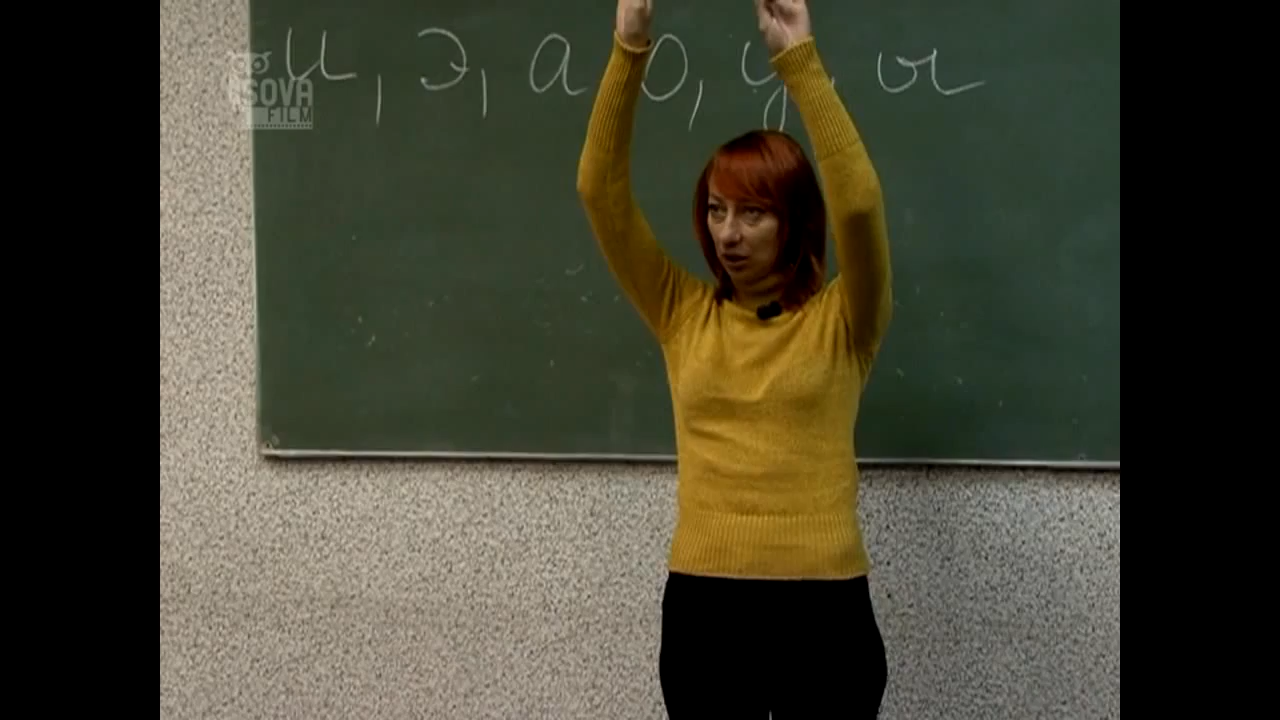 и, э, а, о, у, ы
SOVA
FILM